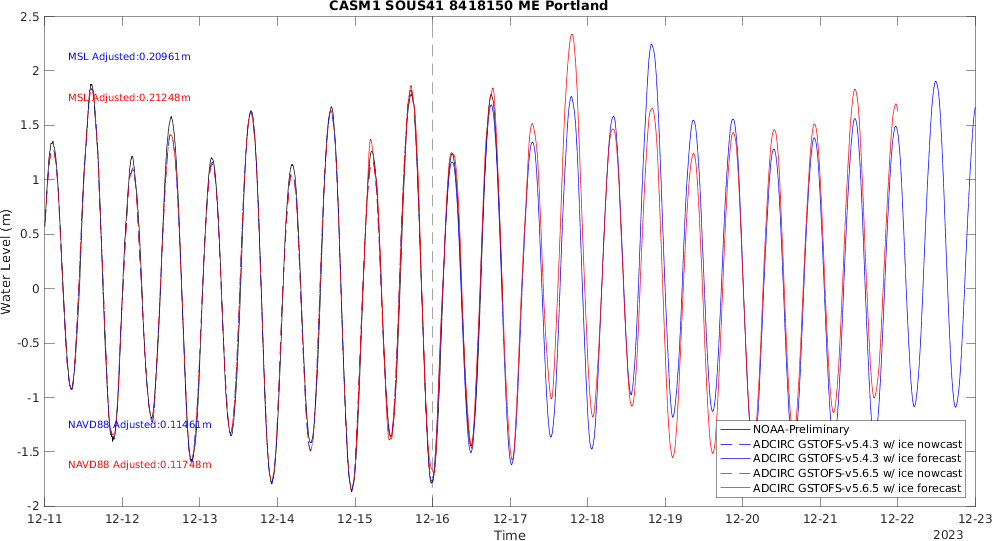 CASM1 SOUS41 8418150 ME Portland
2.5
2
1.5
1
0.5
0
-0.5
-1
-1.5
-2
Water Level (m)
MSL Adjusted:0.20961m
MSL Adjusted:0.21248m
NAVD88 Adjusted:0.11461m
NAVD88 Adjusted:0.11748m
NOAA-Preliminary
ADCIRC GSTOFS-v5.4.3 w/ ice nowcast
ADCIRC GSTOFS-v5.4.3 w/ ice forecast
ADCIRC GSTOFS-v5.6.5 w/ ice nowcast
ADCIRC GSTOFS-v5.6.5 w/ ice forecast
12-11 12-12 12-13 12-14 12-15 12-16 12-17 12-18 12-19 12-20 12-21 12-22 12-23
Time
2023